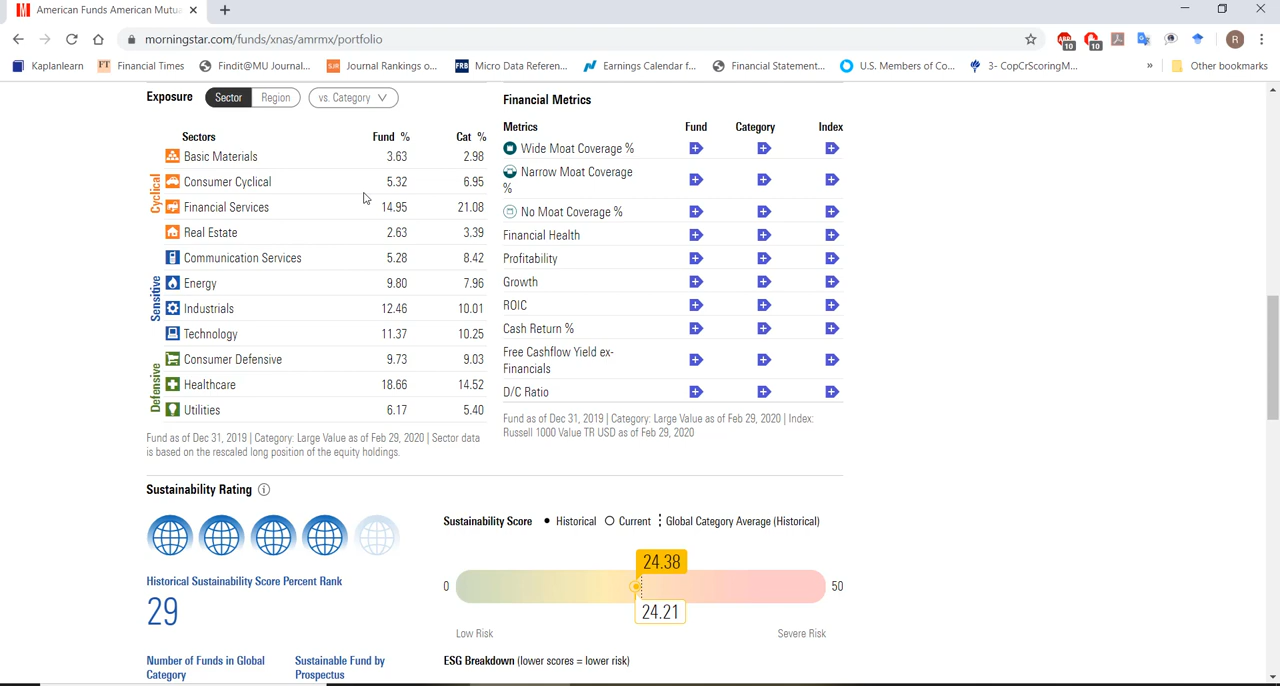 American Funds American Mutua
morningstar.com/funds/xnas/amrmx/portfolio
10
10
R
Kaplanlearn
FT Financial Times
Findit@MU Journal...
SJR Journal Rankings o...
FRB Micro Data Referen...
Earnings Calendar f...
Financial Statement...
U.S. Members of Co...
3- CopCrScoringM...
»
Other bookmarks
Exposure
Sector
Region
vs. Category
Sectors Fund % Cat %
Cyclical
Basic Materials 3.63 2.98
Consumer Cyclical 5.32 6.95
Financial Services 14.95 21.08
Real Estate 2.63 3.39
Sensitive
Communication Services 5.28 8.42
Energy 9.80 7.96
Industrials 12.46 10.01
Technology 11.37 10.25
Defensive
Consumer Defensive 9.73 9.03
Healthcare 18.66 14.52
Utilities 6.17 5.40
Fund as of Dec 31, 2019 | Category: Large Value as of Feb 29, 2020 | Sector data
is based on the rescaled long position of the equity holdings.
Financial Metrics
Metrics Fund Category Index
Wide Moat Coverage %
Narrow Moat Coverage
%
No Moat Coverage %
Financial Health
Profitability
Growth
ROIC
Cash Return %
Free Cashflow Yield ex-
Financials
D/C Ratio
Fund as of Dec 31, 2019 | Category: Large Value as of Feb 29, 2020 | Index:
Russell 1000 Value TR USD as of Feb 29, 2020
Sustainability Rating
Historical Sustainability Score Percent Rank
29
Number of Funds in Global
Category
Sustainable Fund by
Prospectus
Sustainability Score
Historical
Current
Global Category Average (Historical)
24.38
0
50
24.21
Low Risk
Severe Risk
ESG Breakdown (lower scores = lower risk)